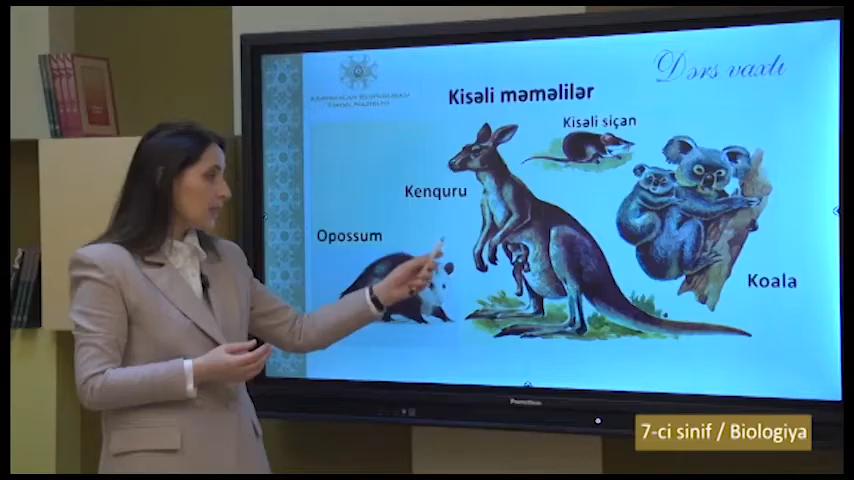 Dərs vaxtı
Kisəli məməlilər
Kisəli siçan
Kenquru
Opossum
Koala
7-ci sinif / Biologiya